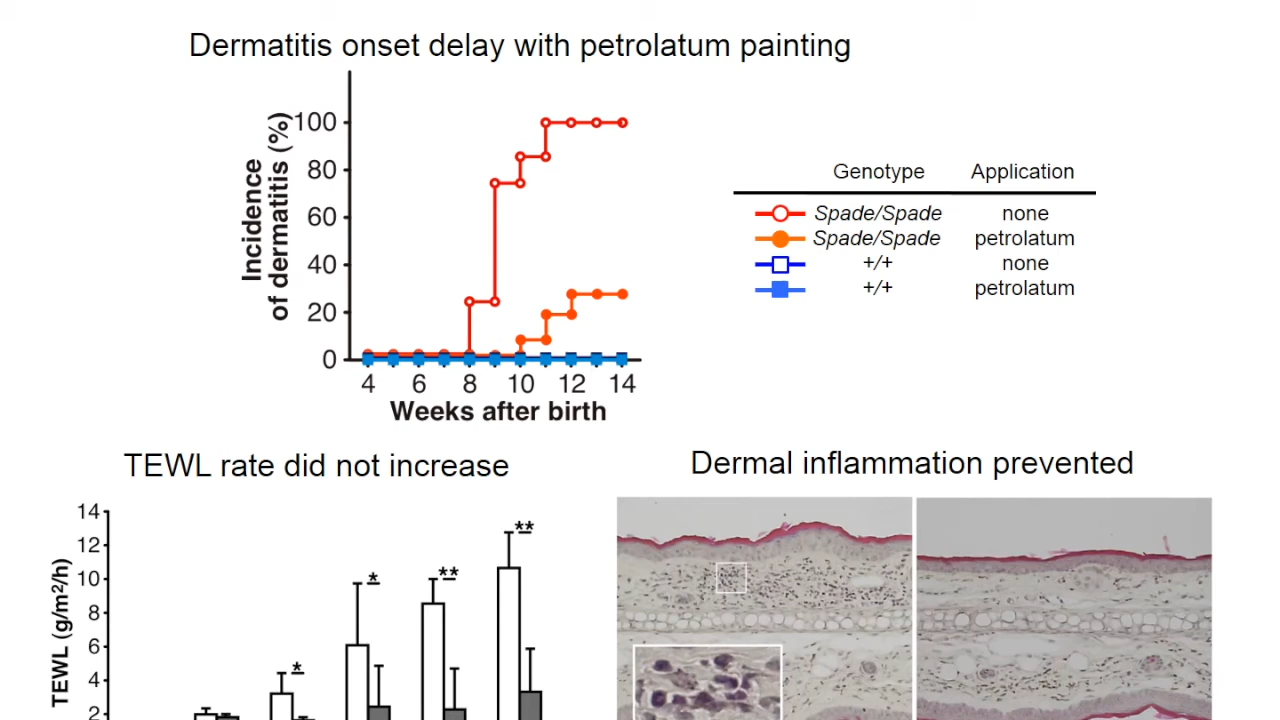 Dermatitis onset delay with petrolatum painting
Incidence
of dermatitis (%)
100
80
60
40
20
0
4 6 8 10 12 14
Weeks after birth
Genotype Application
Spade/Spade none
Spade/Spade petrolatum
+/+ none
+/+ petrolatum
TEWL rate did not increase
TEWL (g/m²/h)
14
12
10
8
6
4
2
*
*
**
**
Dermal inflammation prevented